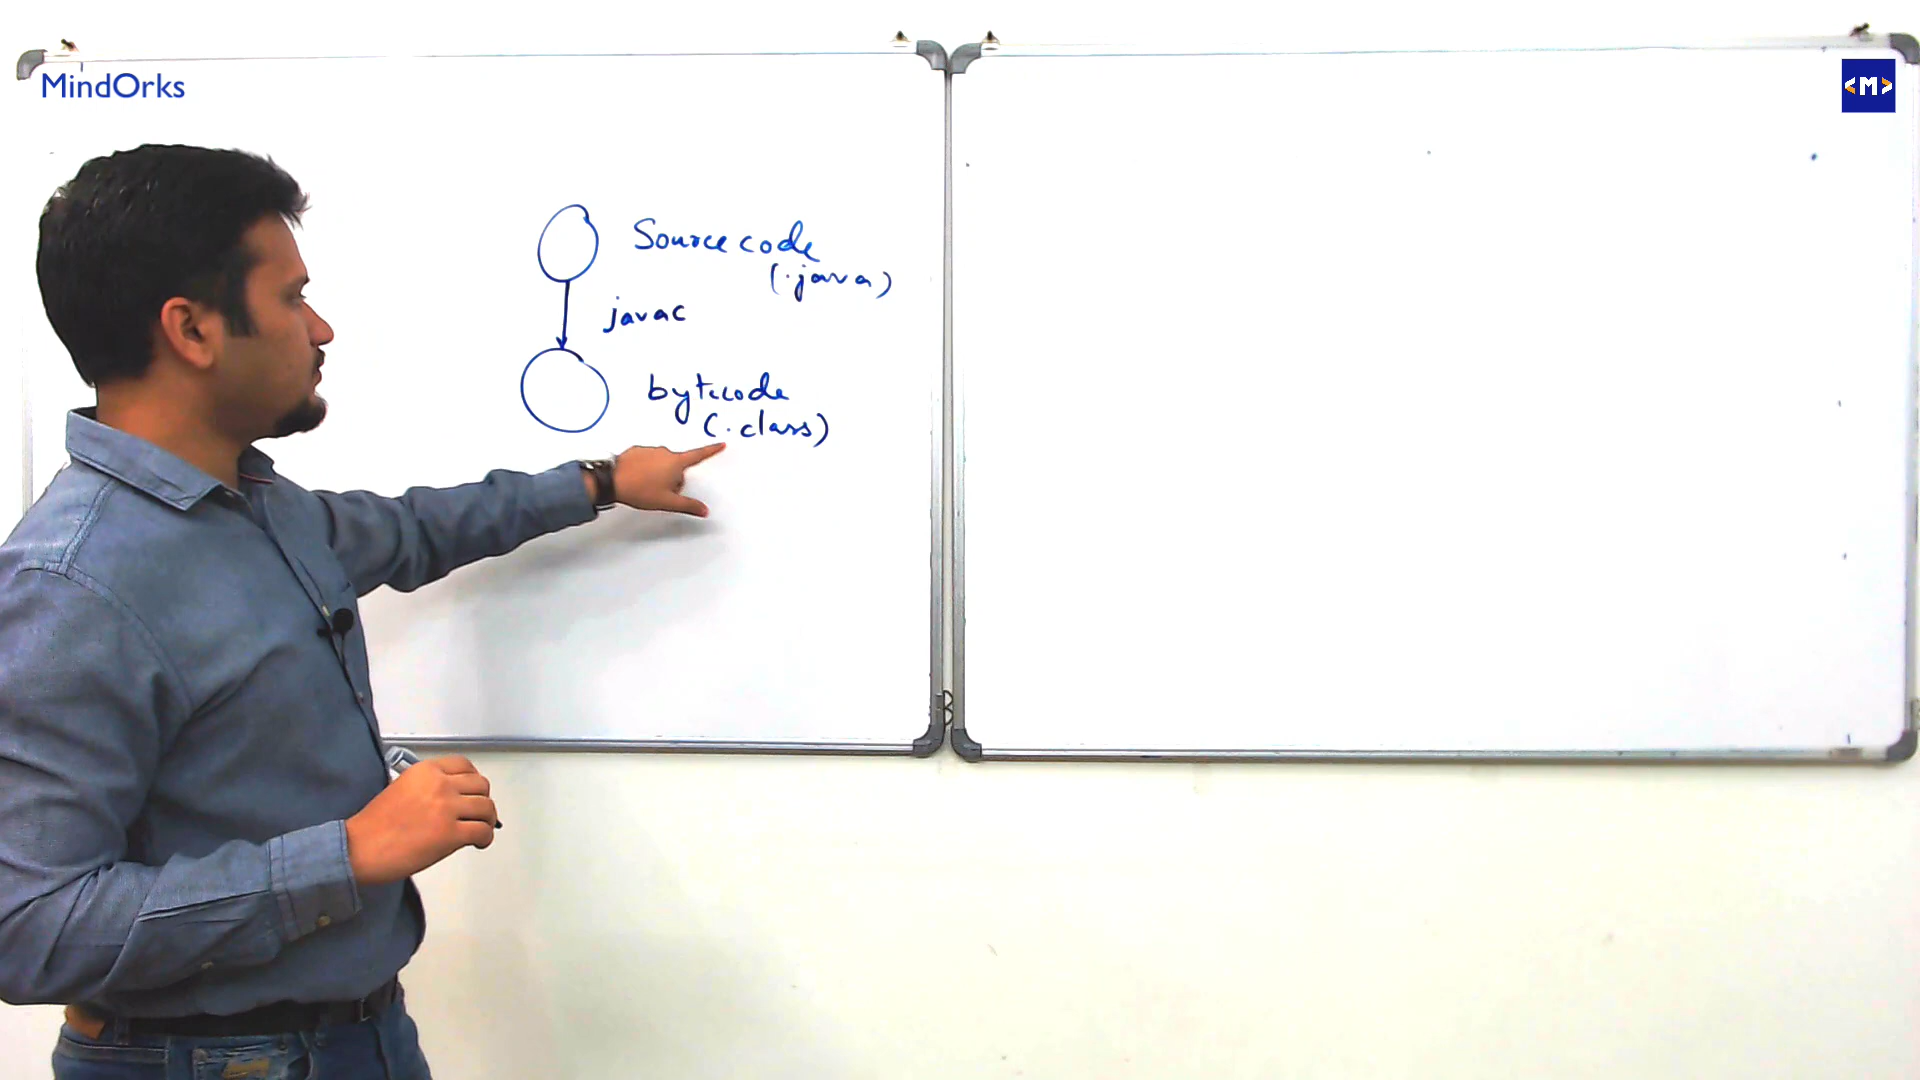 MindOrks
<M>
Source code
(.java)
javac
bytecode
(.class)